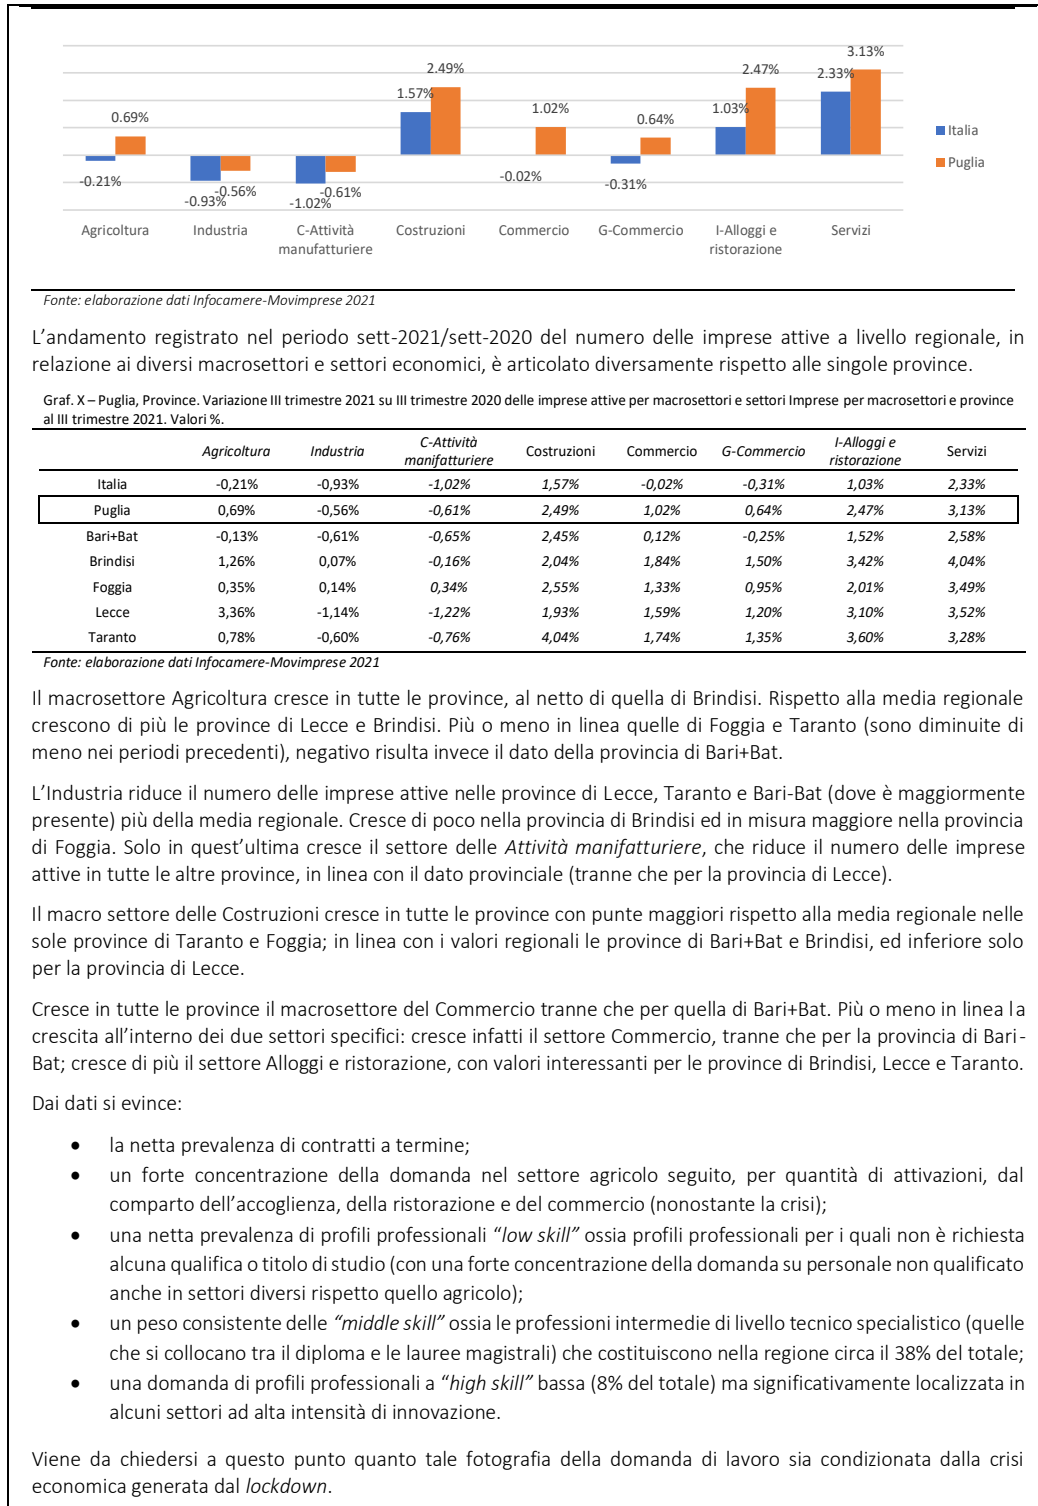 3.13%
2.49% 2.47%
2.33%
1.57%
1.02% 1.03%
0.69% 0.64%
Italia
Puglia
-0.02%
-0.21% -0.31%
-0.56% -0.61%
-0.93% -1.02%
Agricoltura Industria C-Attività Costruzioni Commercio G-Commercio I-Alloggi e Servizi
manufatturiere ristorazione
Fonte: elaborazione dati Infocamere-Movimprese 2021
L’andamento registrato nel periodo sett-2021/sett-2020 del numero delle imprese attive a livello regionale, in
relazione ai diversi macrosettori e settori economici, è articolato diversamente rispetto alle singole province.
Graf. X – Puglia, Province. Variazione III trimestre 2021 su III trimestre 2020 delle imprese attive per macrosettori e settori Imprese per macrosettori e province
al III trimestre 2021. Valori %.
Agricoltura Industria C-Attività manifatturiere Costruzioni Commercio G-Commercio I-Alloggi e ristorazione Servizi
Italia -0,21% -0,93% -1,02% 1,57% -0,02% -0,31% 1,03% 2,33%
Puglia 0,69% -0,56% -0,61% 2,49% 1,02% 0,64% 2,47% 3,13%
Bari+Bat -0,13% -0,61% -0,65% 2,45% 0,12% -0,25% 1,52% 2,58%
Brindisi 1,26% 0,07% -0,16% 2,04% 1,84% 1,50% 3,42% 4,04%
Foggia 0,35% 0,14% 0,34% 2,55% 1,33% 0,95% 2,01% 3,49%
Lecce 3,36% -1,14% -1,22% 1,93% 1,59% 1,20% 3,10% 3,52%
Taranto 0,78% -0,60% -0,76% 4,04% 1,74% 1,35% 3,60% 3,28%
Fonte: elaborazione dati Infocamere-Movimprese 2021
Il macrosettore Agricoltura cresce in tutte le province, al netto di quella di Brindisi. Rispetto alla media regionale
crescono di più le province di Lecce e Brindisi. Più o meno in linea quelle di Foggia e Taranto (sono diminuite di
meno nei periodi precedenti), negativo risulta invece il dato della provincia di Bari+Bat.
L’Industria riduce il numero delle imprese attive nelle province di Lecce, Taranto e Bari-Bat (dove è maggiormente
presente) più della media regionale. Cresce di poco nella provincia di Brindisi ed in misura maggiore nella provincia
di Foggia. Solo in quest’ultima cresce il settore delle Attività manifatturiere, che riduce il numero delle imprese
attive in tutte le altre province, in linea con il dato provinciale (tranne che per la provincia di Lecce).
Il macro settore delle Costruzioni cresce in tutte le province con punte maggiori rispetto alla media regionale nelle
sole province di Taranto e Foggia; in linea con i valori regionali le province di Bari+Bat e Brindisi, ed inferiore solo
per la provincia di Lecce.
Cresce in tutte le province il macrosettore del Commercio tranne che per quella di Bari+Bat. Più o meno in linea la
crescita all’interno dei due settori specifici: cresce infatti il settore Commercio, tranne che per la provincia di Bari-
Bat; cresce di più il settore Alloggi e ristorazione, con valori interessanti per le province di Brindisi, Lecce e Taranto.
Dai dati si evince:
• la netta prevalenza di contratti a termine;
• un forte concentrazione della domanda nel settore agricolo seguito, per quantità di attivazioni, dal
comparto dell’accoglienza, della ristorazione e del commercio (nonostante la crisi);
• una netta prevalenza di profili professionali “low skill” ossia profili professionali per i quali non è richiesta
alcuna qualifica o titolo di studio (con una forte concentrazione della domanda su personale non qualificato
anche in settori diversi rispetto quello agricolo);
• un peso consistente delle “middle skill” ossia le professioni intermedie di livello tecnico specialistico (quelle
che si collocano tra il diploma e le lauree magistrali) che costituiscono nella regione circa il 38% del totale;
• una domanda di profili professionali a “high skill” bassa (8% del totale) ma significativamente localizzata in
alcuni settori ad alta intensità di innovazione.
Viene da chiedersi a questo punto quanto tale fotografia della domanda di lavoro sia condizionata dalla crisi
economica generata dal lockdown.